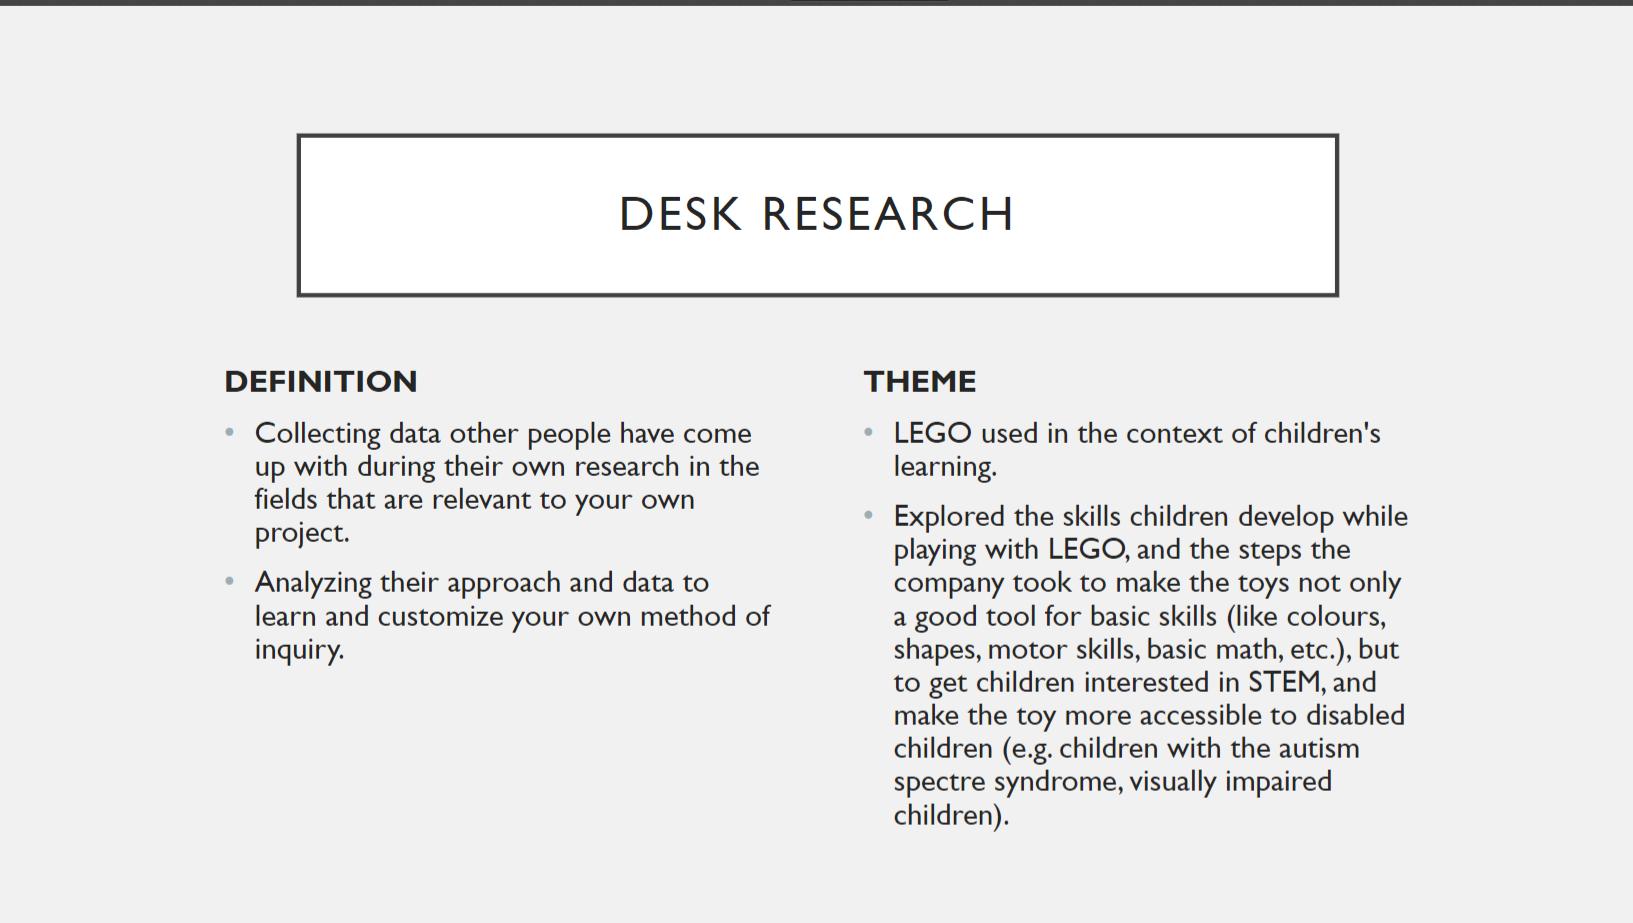 DESK RESEARCH
DEFINITION
• Collecting data other people have come
up with during their own research in the
fields that are relevant to your own
project.
• Analyzing their approach and data to
learn and customize your own method of
inquiry.
THEME
• LEGO used in the context of children's
learning.
• Explored the skills children develop while
playing with LEGO, and the steps the
company took to make the toys not only
a good tool for basic skills (like colours,
shapes, motor skills, basic math, etc.), but
to get children interested in STEM, and
make the toy more accessible to disabled
children (e.g. children with the autism
spectre syndrome, visually impaired
children).